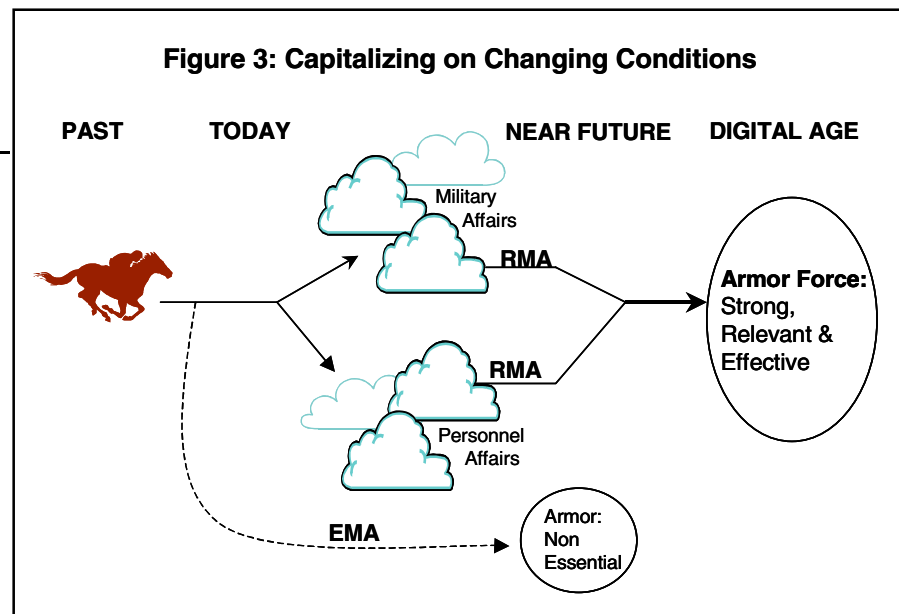 Figure 3: Capitalizing on Changing Conditions
PAST
TODAY
NEAR FUTURE
DIGITAL AGE
Military
Affairs
RMA
Armor Force:
Strong,
Relevant &
Effective
RMA
Personnel
Affairs
EMA
Armor:
Non
Essential